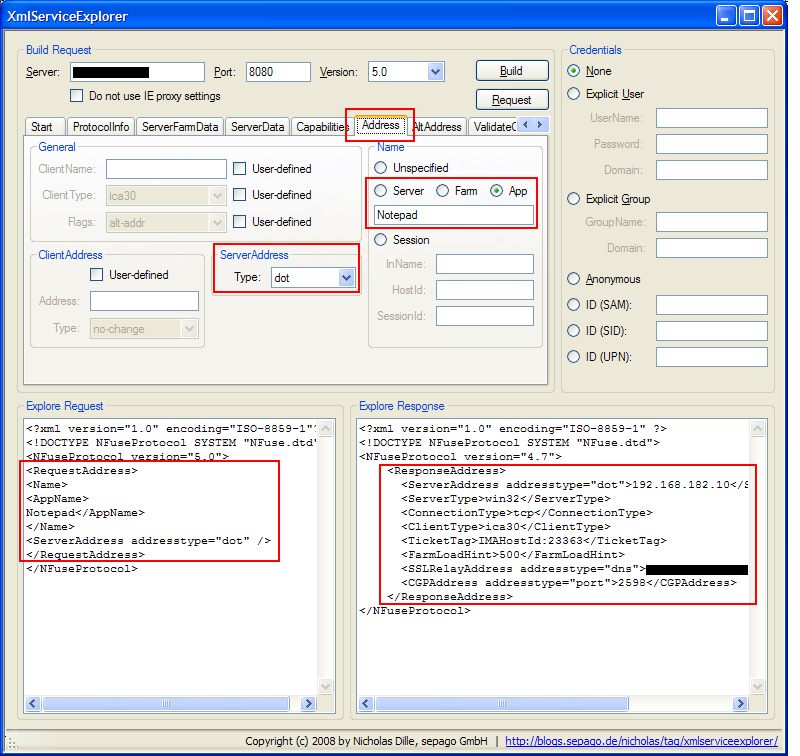 XmlServiceExplorer
Build Request
Server: Port: 8080 Version: 5.0 Build
Do not use IE proxy settings Request
Start ProtocolInfo ServerFarmData ServerData Capabilities Address AltAddress
General
ClientName: User-defined
ClientType: ica30 User-defined
Flags: alt-addr User-defined
ClientAddress
User-defined
Address:
Type: no-change
ServerAddress
Type: dot
Name
Unspecified
Server Farm App
Notepad
Session
InName:
HostId:
SessionId:
Credentials
None
Explicit User
UserName:
Password:
Domain:
Explicit Group
GroupName:
Domain:
Anonymous
ID (SAM):
ID (SID):
ID (UPN):
Explore Request
<?xml version="1.0" encoding="ISO-8859-1"?
<!DOCTYPE NFuseProtocol SYSTEM "NFuse.dtd"
<NFuseProtocol version="5.0">
<RequestAddress>
<Name>
<AppName>
Notepad</AppName>
</Name>
<ServerAddress addresstype="dot" />
</RequestAddress>
</NFuseProtocol>
Explore Response
<?xml version="1.0" encoding="ISO-8859-1" ?>
<!DOCTYPE NFuseProtocol SYSTEM "NFuse.dtd">
<NFuseProtocol version="4.7">
<ResponseAddress>
<ServerAddress addresstype="dot">192.168.182.10</S
<ServerType>win32</ServerType>
<ConnectionType>tcp</ConnectionType>
<ClientType>ica30</ClientType>
<TicketTag>IMAHostId:23363</TicketTag>
<FarmLoadHint>500</FarmLoadHint>
<SSLRelayAddress addresstype="dns">
<CGPAddress addresstype="port">2598</CGPAddress>
</ResponseAddress>
</NFuseProtocol>
Copyright (c) 2008 by Nicholas Dille, sepago GmbH | http://blogs.sepago.de/nicholas/tag/xmlserviceexplorer/